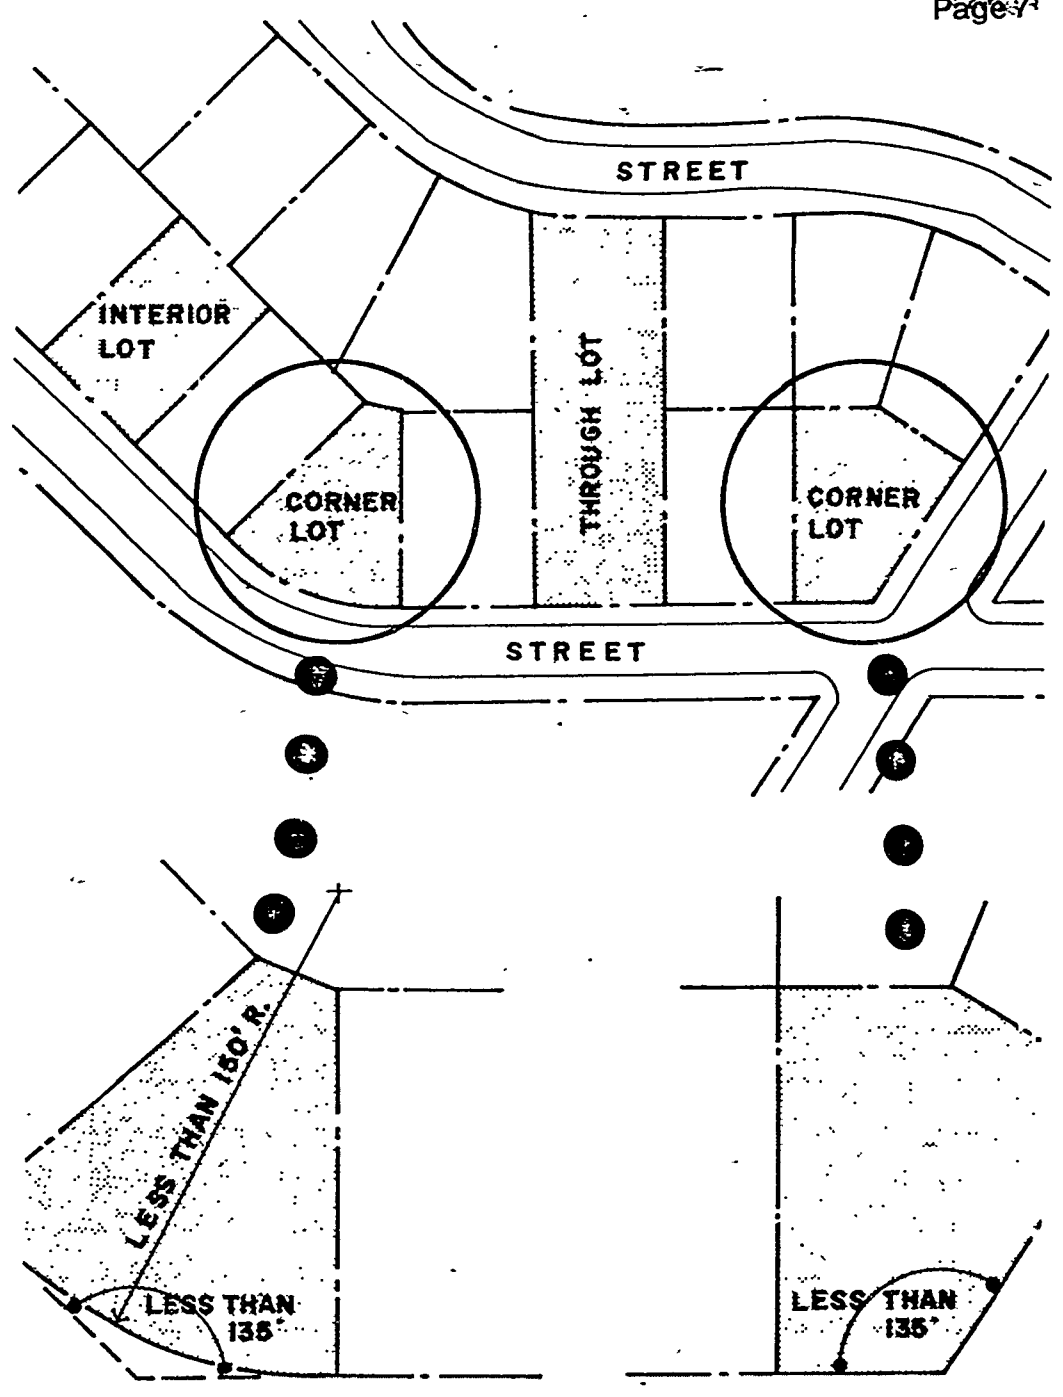 Page 7
STREET
INTERIOR
LOT
THROUGH LOT
CORNER
LOT
CORNER
LOT
STREET
LESS THAN 150' R.
LESS THAN
135°
LESS THAN
135°